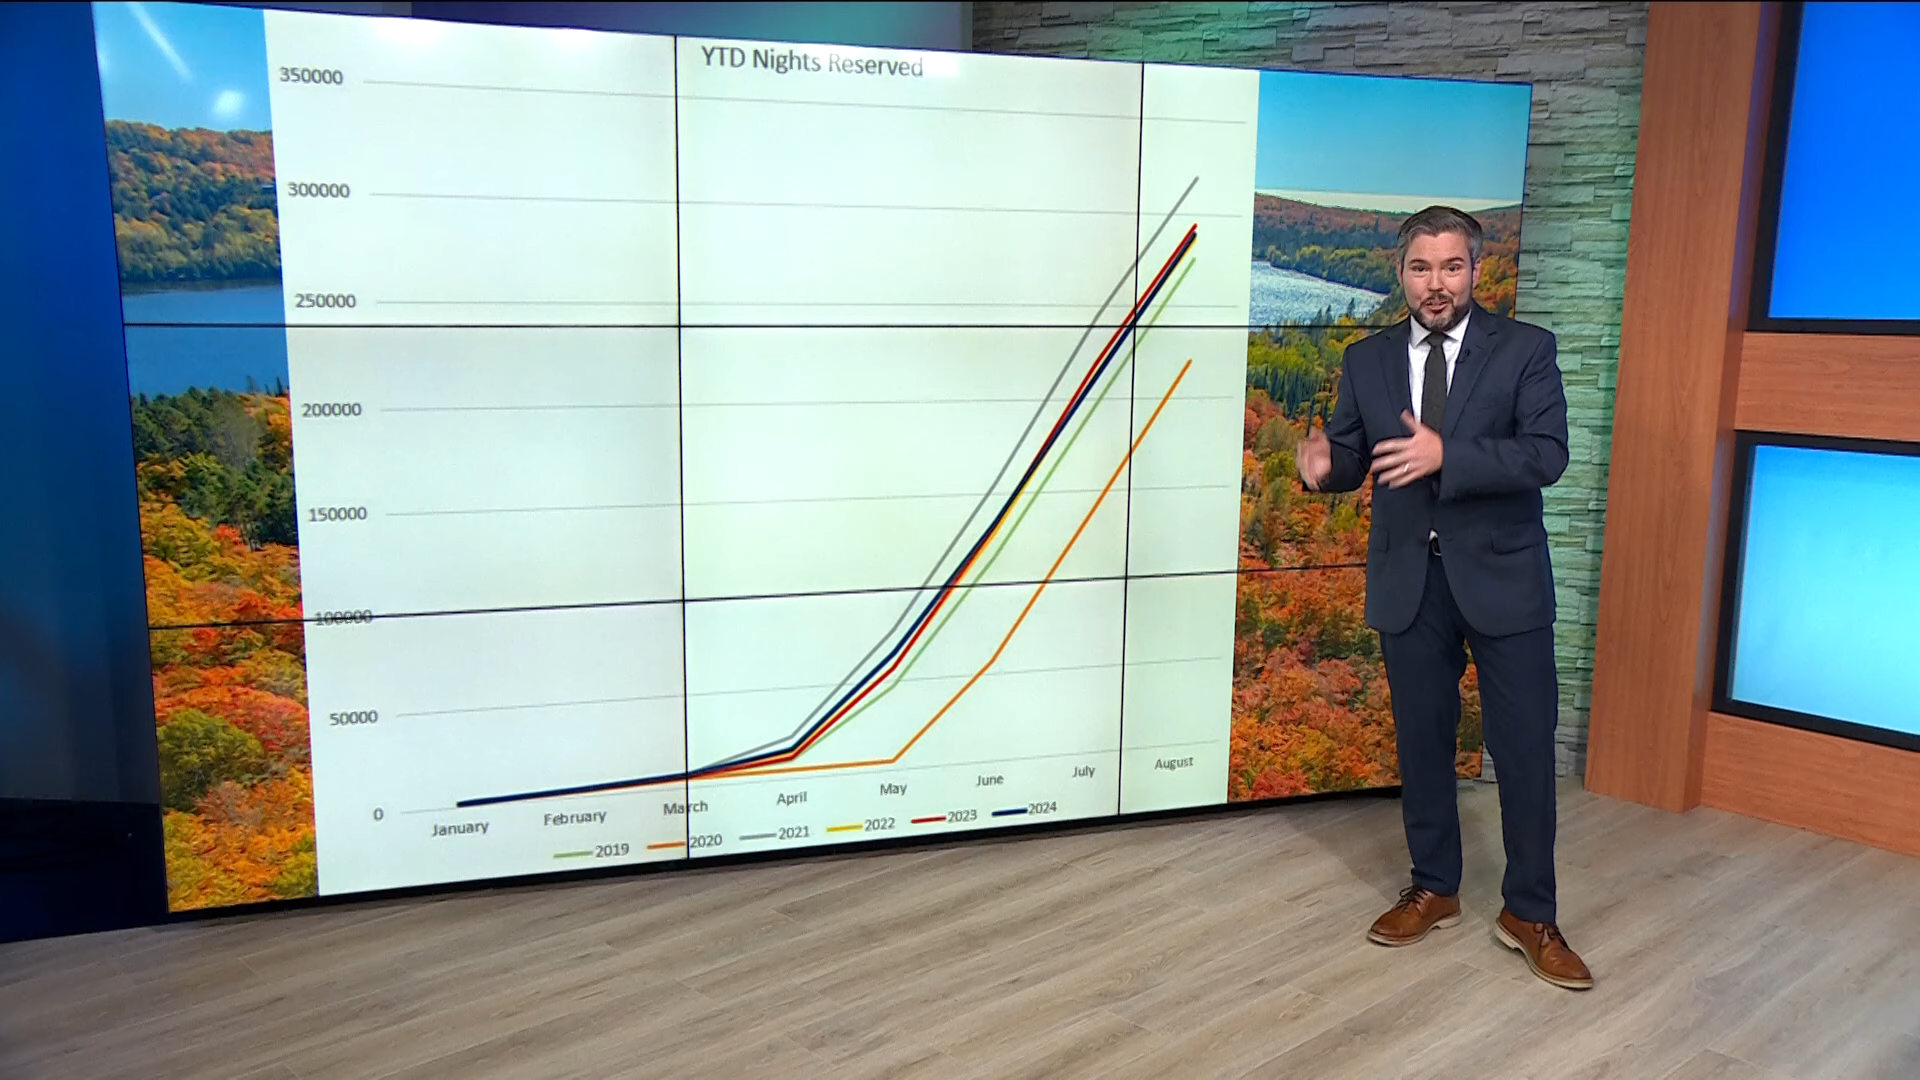 YTD Nights Reserved
350000
300000
250000
200000
150000
100000
50000
0
January February March April May June July August
2019 2020 2021 2022 2023 2024